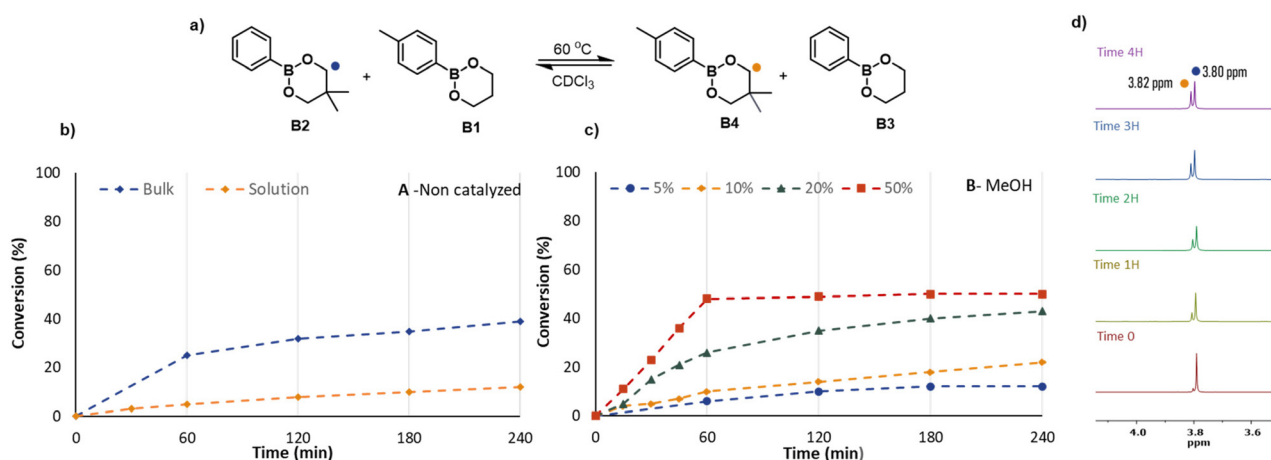 a)
60 °C
CDCl3
B
O
O
+
B
O
O
B
O
O
+
B
O
O
B2
B1
B4
B3
b)
Bulk
Solution
A -Non catalyzed
Conversion (%)
100
80
60
40
20
0
0
60
120
180
240
Time (min)
c)
5%
10%
20%
50%
B- MeOH
Conversion (%)
100
80
60
40
20
0
0
60
120
180
240
Time (min)
d)
Time 4H
3.82 ppm
3.80 ppm
Time 3H
Time 2H
Time 1H
Time 0
4.0
3.8
3.6
ppm